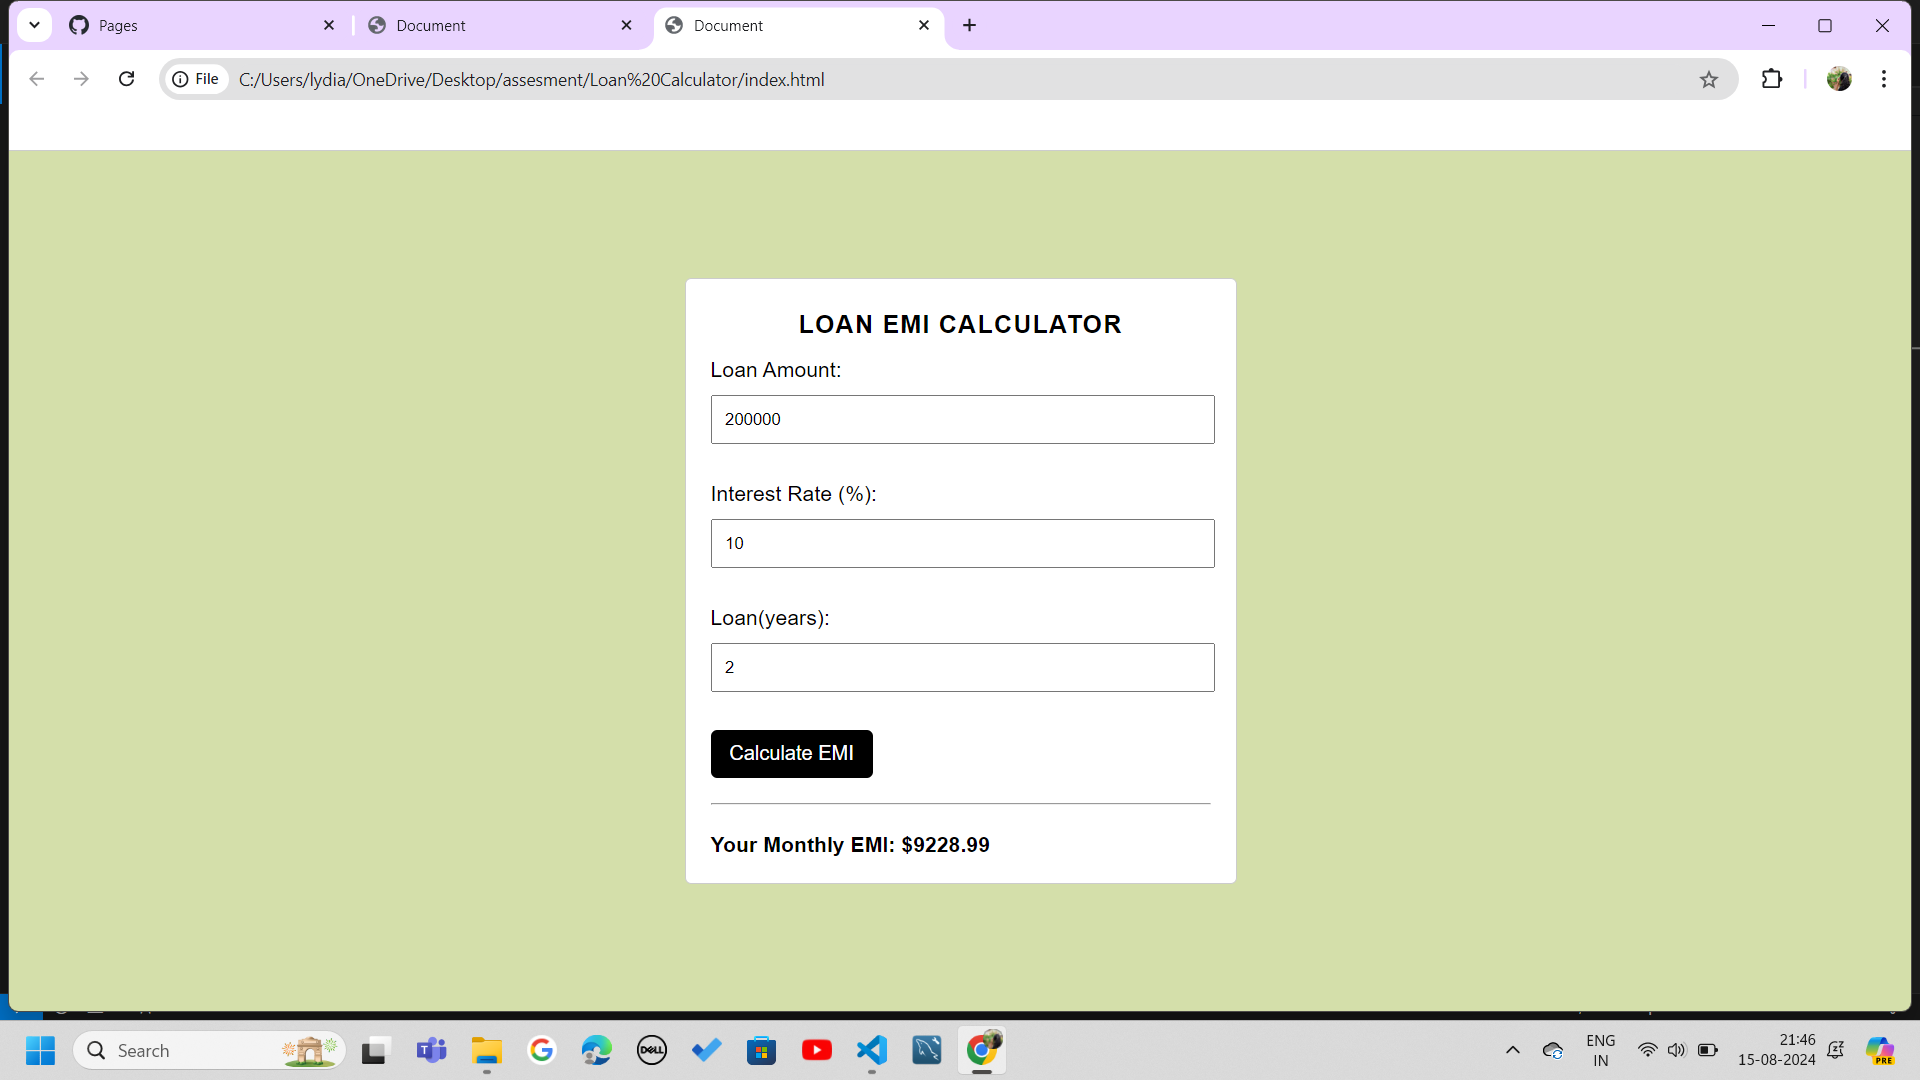 Pages
Document
Document
File
C:/Users/lydia/OneDrive/Desktop/assesment/Loan%20Calculator/index.html
LOAN EMI CALCULATOR
Loan Amount:
200000
Interest Rate (%):
10
Loan(years):
2
Calculate EMI
Your Monthly EMI: $9228.99
Search
DELL
ENG
IN
21:46
15-08-2024
PRE